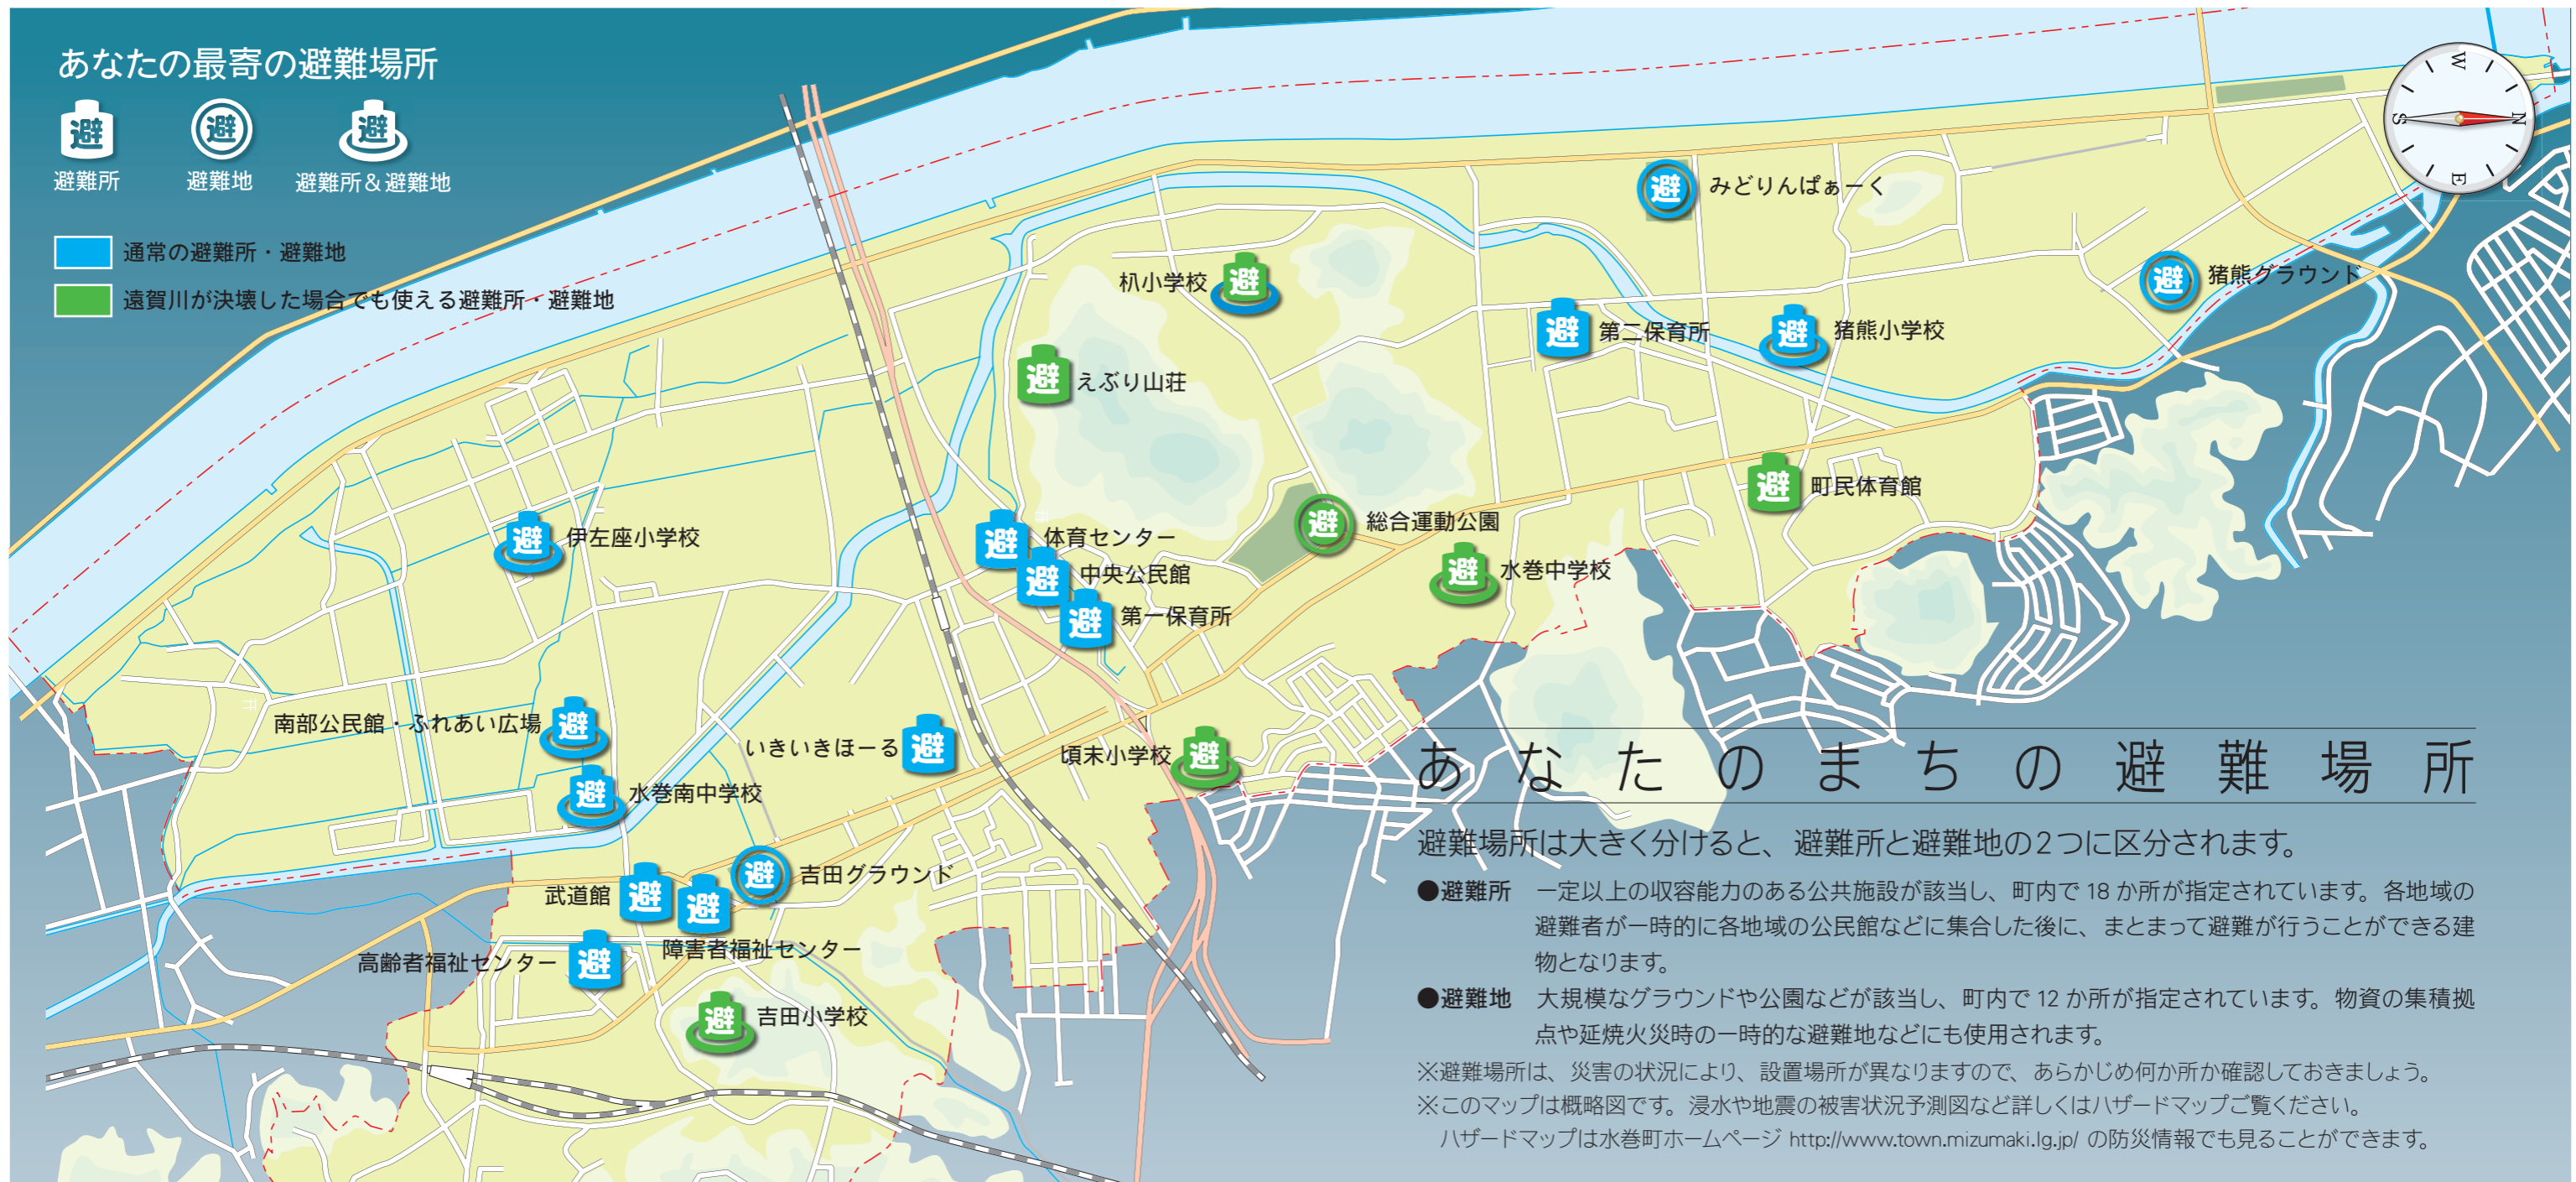 あなたの最寄の避難場所
避 避 避
避難所 避難地 避難所＆避難地
通常の避難所・避難地
遠賀川が決壊した場合でも使える避難所・避難地
W
S N
E
避 みどりんぱぁーく
避 猪熊グラウンド
杁小学校 避
避 第二保育所
避 猪熊小学校
避 えぶり山荘
避 町民体育館
避 総合運動公園
避 伊左座小学校
避 体育センター
避 中央公民館
避 水巻中学校
避 第一保育所
南部公民館・ふれあい広場 避
いきいきほーる 避
頃末小学校 避
避 水巻南中学校
避 吉田グラウンド
武道館 避
避
障害者福祉センター
高齢者福祉センター 避
避 吉田小学校
あなたのまちの避難場所
避難場所は大きく分けると、避難所と避難地の2つに区分されます。
●避難所 一定以上の収容能力のある公共施設が該当し、町内で 18 か所が指定されています。各地域の
避難者が一時的に各地域の公民館などに集合した後に、まとまって避難が行うことができる建
物となります。
●避難地 大規模なグラウンドや公園などが該当し、町内で 12 か所が指定されています。物資の集積拠
点や延焼火災時の一時的な避難地などにも使用されます。
※避難場所は、災害の状況により、設置場所が異なりますので、あらかじめ何か所か確認しておきましょう。
※このマップは概略図です。浸水や地震の被害状況予測図など詳しくはハザードマップご覧ください。
ハザードマップは水巻町ホームページ http://www.town.mizumaki.lg.jp/ の防災情報でも見ることができます。